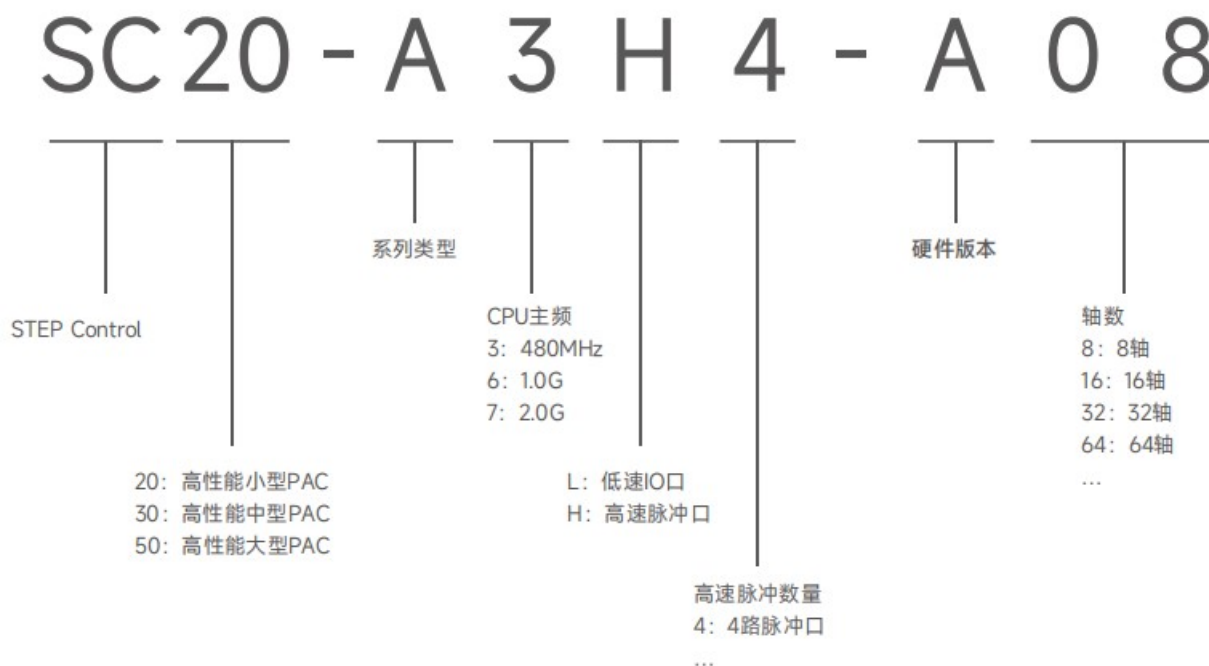 SC20-A3H4-A08
系列类型
硬件版本
STEP Control
CPU主频
3：480MHz
6：1.0G
7：2.0G
轴数
8：8轴
16：16轴
32：32轴
64：64轴
...
20：高性能小型PAC
30：高性能中型PAC
50：高性能大型PAC
L：低速IO口
H：高速脉冲口
高速脉冲数量
4：4路脉冲口
...